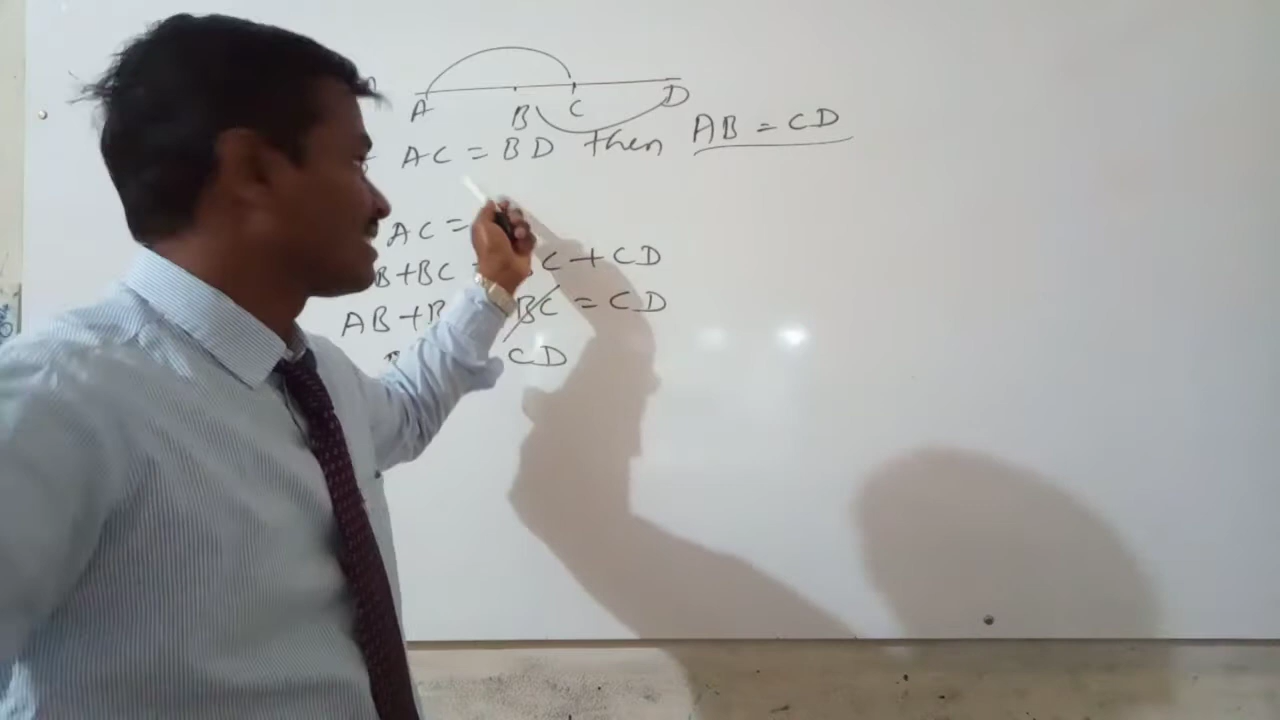 A B C D
AC = BD then AB = CD
AC =
B+BC C + CD
AB + B BC = CD
CD